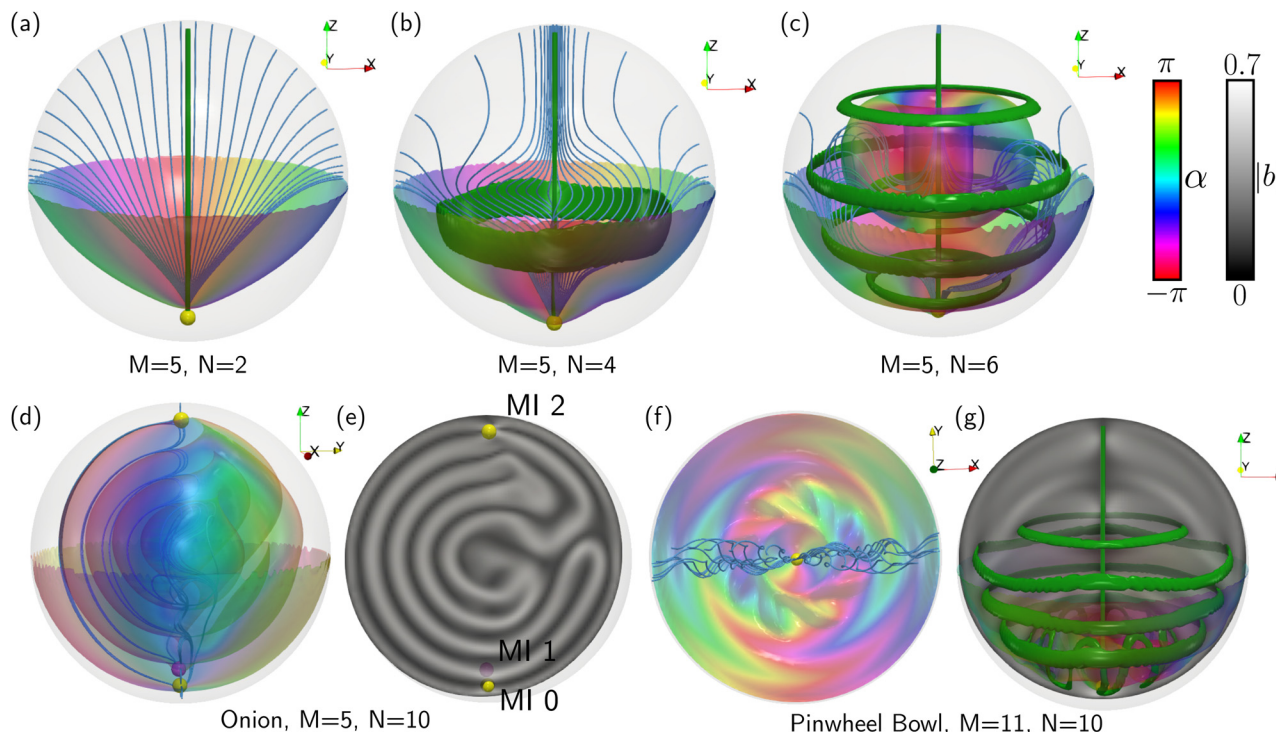 (a)
Z
Y
X
M=5, N=2
(b)
Z
Y
X
M=5, N=4
(c)
Z
Y
X
M=5, N=6
π
α
−π
0.7
|b
0
(d)
Z
X
Y
(e)
MI 2
MI 1
MI 0
Onion, M=5, N=10
(f)
Y
Z
X
(g)
Z
Y
Pinwheel Bowl, M=11, N=10